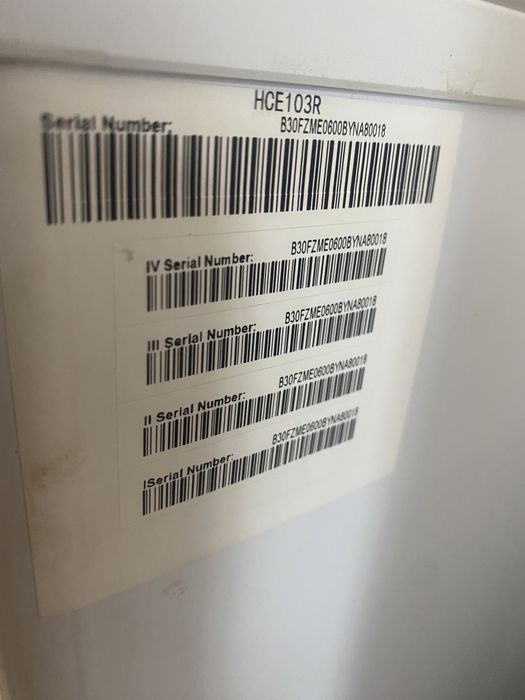 HCE103R
Serial Number: B30FZME0600BYNA80018
IV Serial Number: B30FZME0600BYNA80018
III Serial Number: B30FZME0600BYNA80018
II Serial Number: B30FZME0600BYNA80018
ISerial Number: B30FZME0600BYNA80018